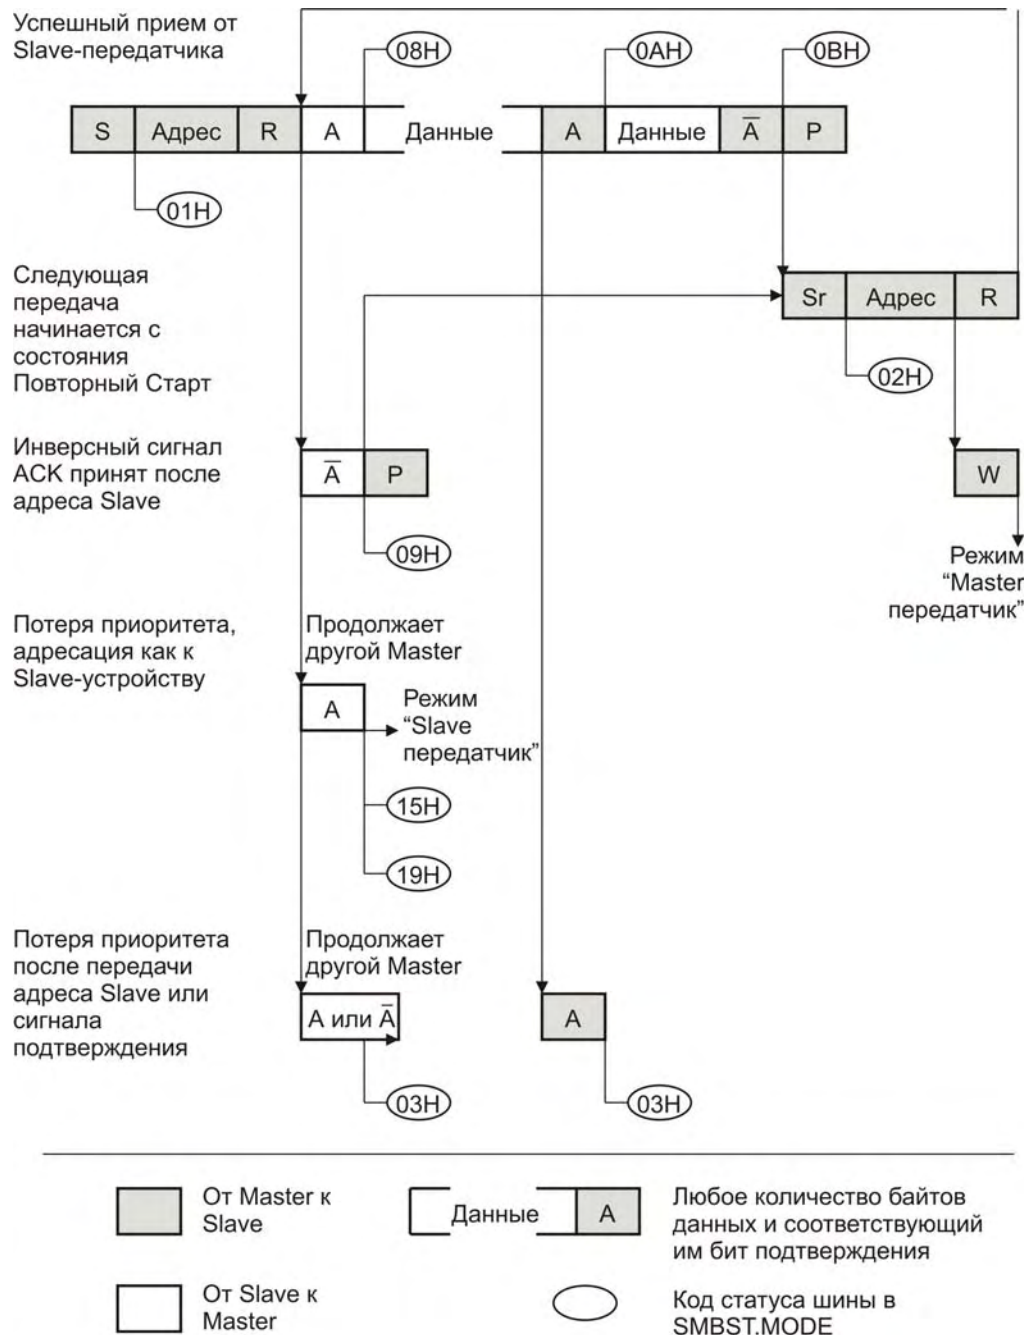 Успешный прием от
Slave-передатчика
08H
0AH
0BH
S
Адрес
R
A
Данные
A
Данные
A̅
P
01H
Следующая
передача
начинается с
состояния
Повторный Старт
Sr
Адрес
R
02H
Инверсный сигнал
ACK принят после
адреса Slave
A̅
P
W
09H
Режим
“Master
передатчик”
Потеря приоритета,
адресация как к
Slave-устройству
Продолжает
другой Master
A
Режим
“Slave
передатчик”
15H
19H
Потеря приоритета
после передачи
адреса Slave или
сигнала
подтверждения
Продолжает
другой Master
A или A̅
A
03H
03H
От Master к
Slave
Данные
A
Любое количество байтов
данных и соответствующий
им бит подтверждения
От Slave к
Master
Код статуса шины в
SMBST.MODE